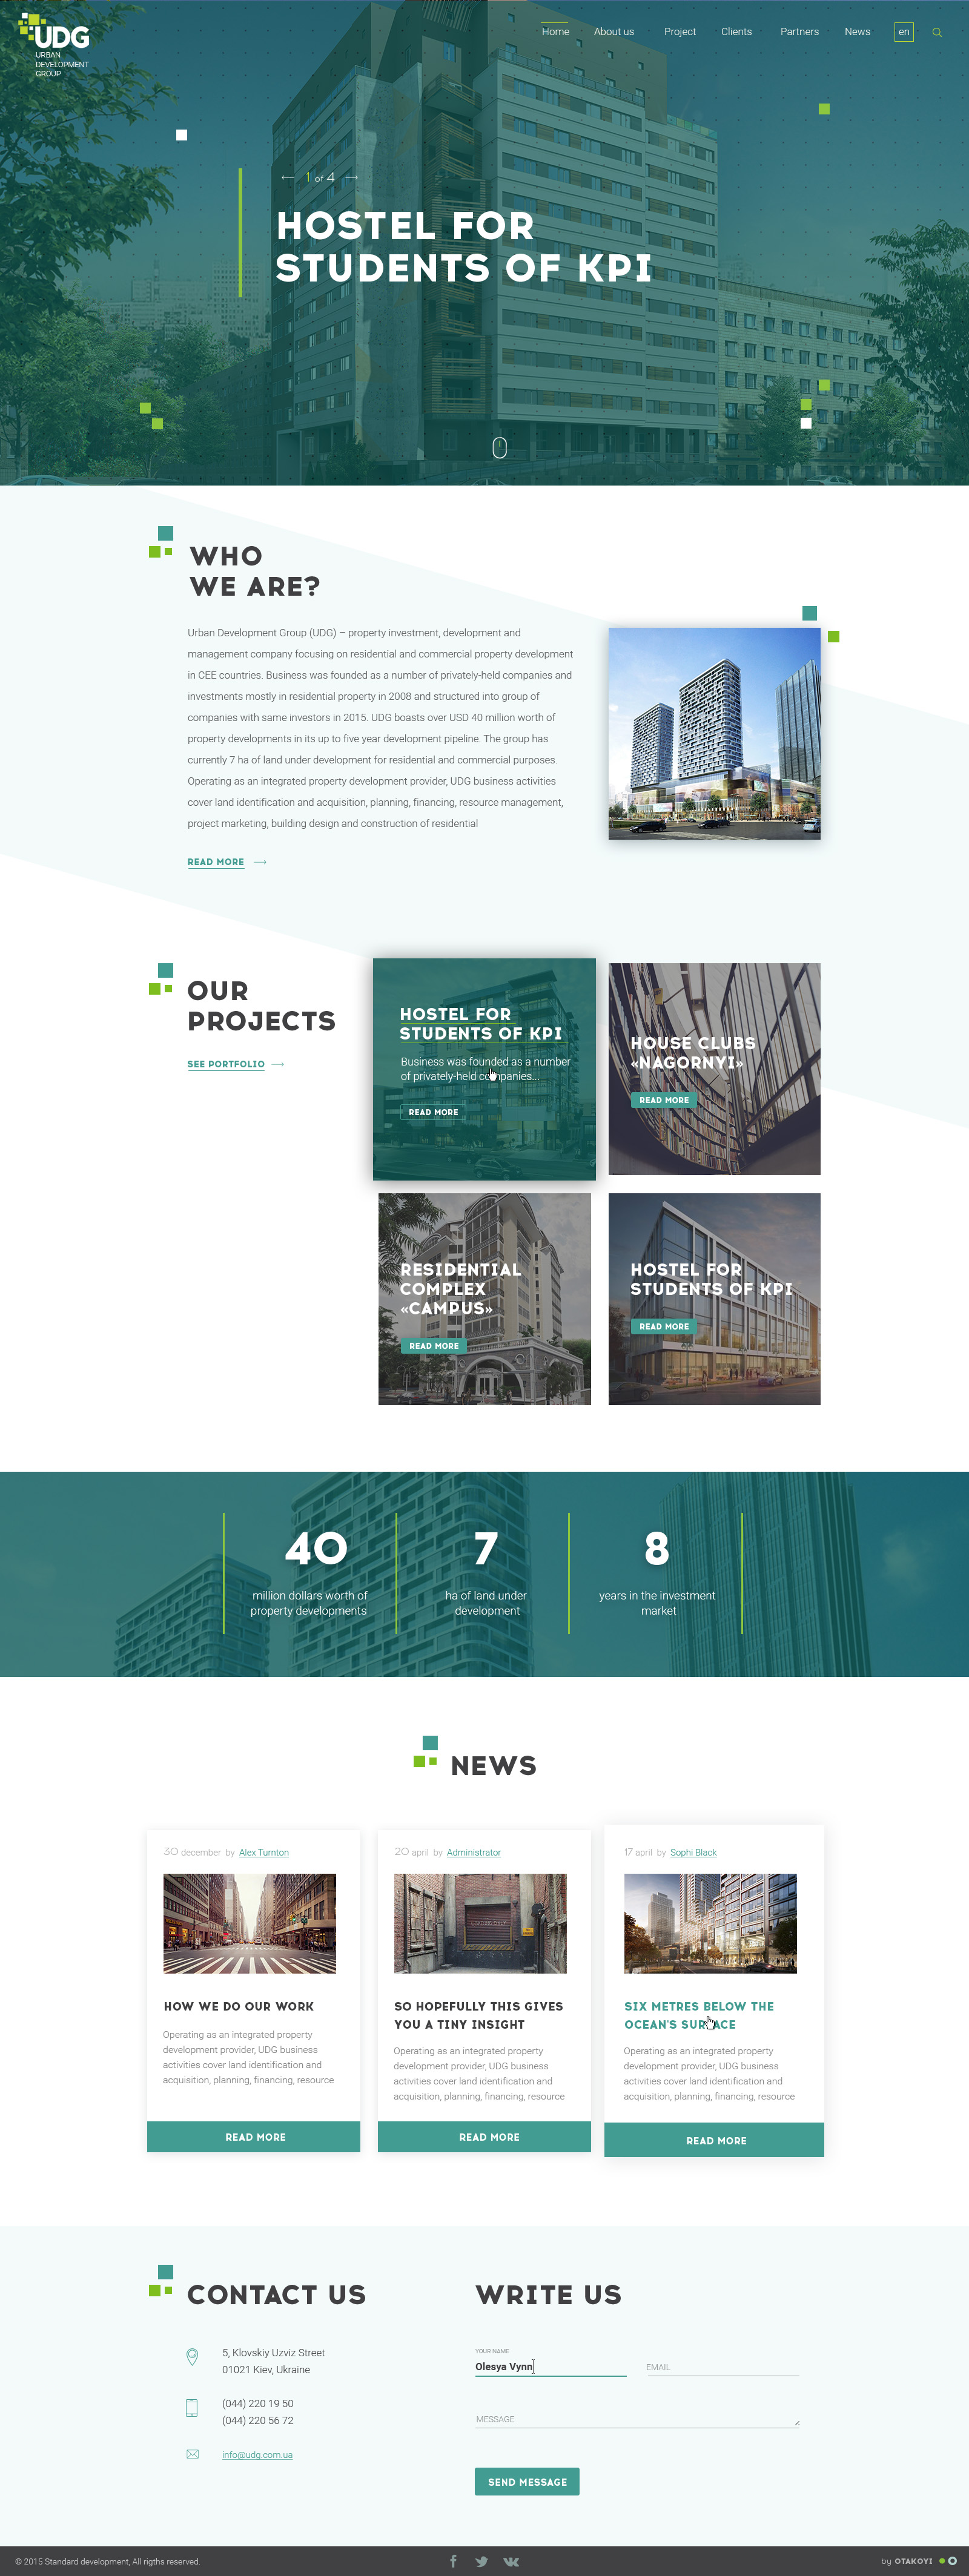 UDG
URBAN
DEVELOPMENT
GROUP
Home About us Project Clients Partners News en
1 of 4
HOSTEL FOR
STUDENTS OF KPI
WHO
WE ARE?
Urban Development Group (UDG) – property investment, development and
management company focusing on residential and commercial property development
in CEE countries. Business was founded as a number of privately-held companies and
investments mostly in residential property in 2008 and structured into group of
companies with same investors in 2015. UDG boasts over USD 40 million worth of
property developments in its up to five year development pipeline. The group has
currently 7 ha of land under development for residential and commercial purposes.
Operating as an integrated property development provider, UDG business activities
cover land identification and acquisition, planning, financing, resource management,
project marketing, building design and construction of residential
READ MORE
OUR
PROJECTS
SEE PORTFOLIO
HOSTEL FOR
STUDENTS OF KPI
Business was founded as a number
of privately-held companies...
READ MORE
HOUSE CLUBS
«NAGORNYI»
READ MORE
RESIDENTIAL
COMPLEX
«CAMPUS»
READ MORE
HOSTEL FOR
STUDENTS OF KPI
READ MORE
40
million dollars worth of
property developments
7
ha of land under
development
8
years in the investment
market
NEWS
30 december by Alex Turnton
HOW WE DO OUR WORK
Operating as an integrated property
development provider, UDG business
activities cover land identification and
acquisition, planning, financing, resource
READ MORE
20 april by Administrator
LOADING ONLY
SO HOPEFULLY THIS GIVES
YOU A TINY INSIGHT
Operating as an integrated property
development provider, UDG business
activities cover land identification and
acquisition, planning, financing, resource
READ MORE
17 april by Sophi Black
SIX METRES BELOW THE
OCEAN'S SURFACE
Operating as an integrated property
development provider, UDG business
activities cover land identification and
acquisition, planning, financing, resource
READ MORE
CONTACT US
5, Klovskiy Uzviz Street
01021 Kiev, Ukraine
(044) 220 19 50
(044) 220 56 72
info@udg.com.ua
WRITE US
YOUR NAME
Olesya Vynn
EMAIL
MESSAGE
SEND MESSAGE
© 2015 Standard development, All rigths reserved.
by OTAKOYI